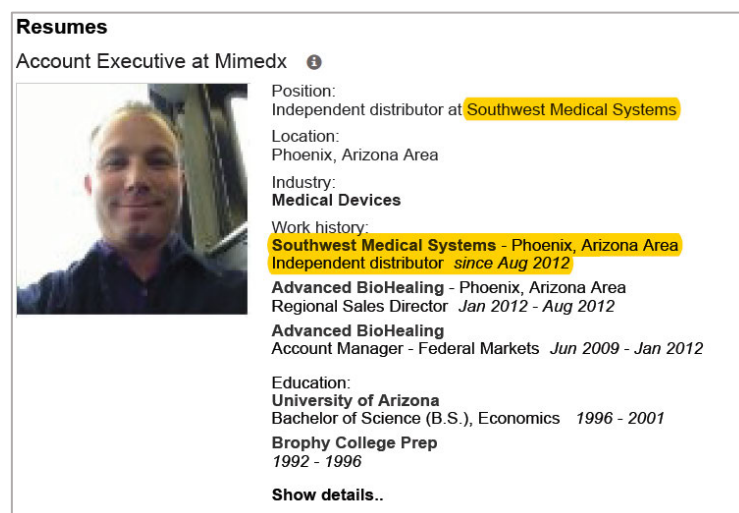 Resumes
Account Executive at Mimedx
Position:
Independent distributor at Southwest Medical Systems
Location:
Phoenix, Arizona Area
Industry:
Medical Devices
Work history:
Southwest Medical Systems - Phoenix, Arizona Area
Independent distributor since Aug 2012
Advanced BioHealing - Phoenix, Arizona Area
Regional Sales Director Jan 2012 - Aug 2012
Advanced BioHealing
Account Manager - Federal Markets Jun 2009 - Jan 2012
Education:
University of Arizona
Bachelor of Science (B.S.), Economics 1996 - 2001
Brophy College Prep
1992 - 1996
Show details..